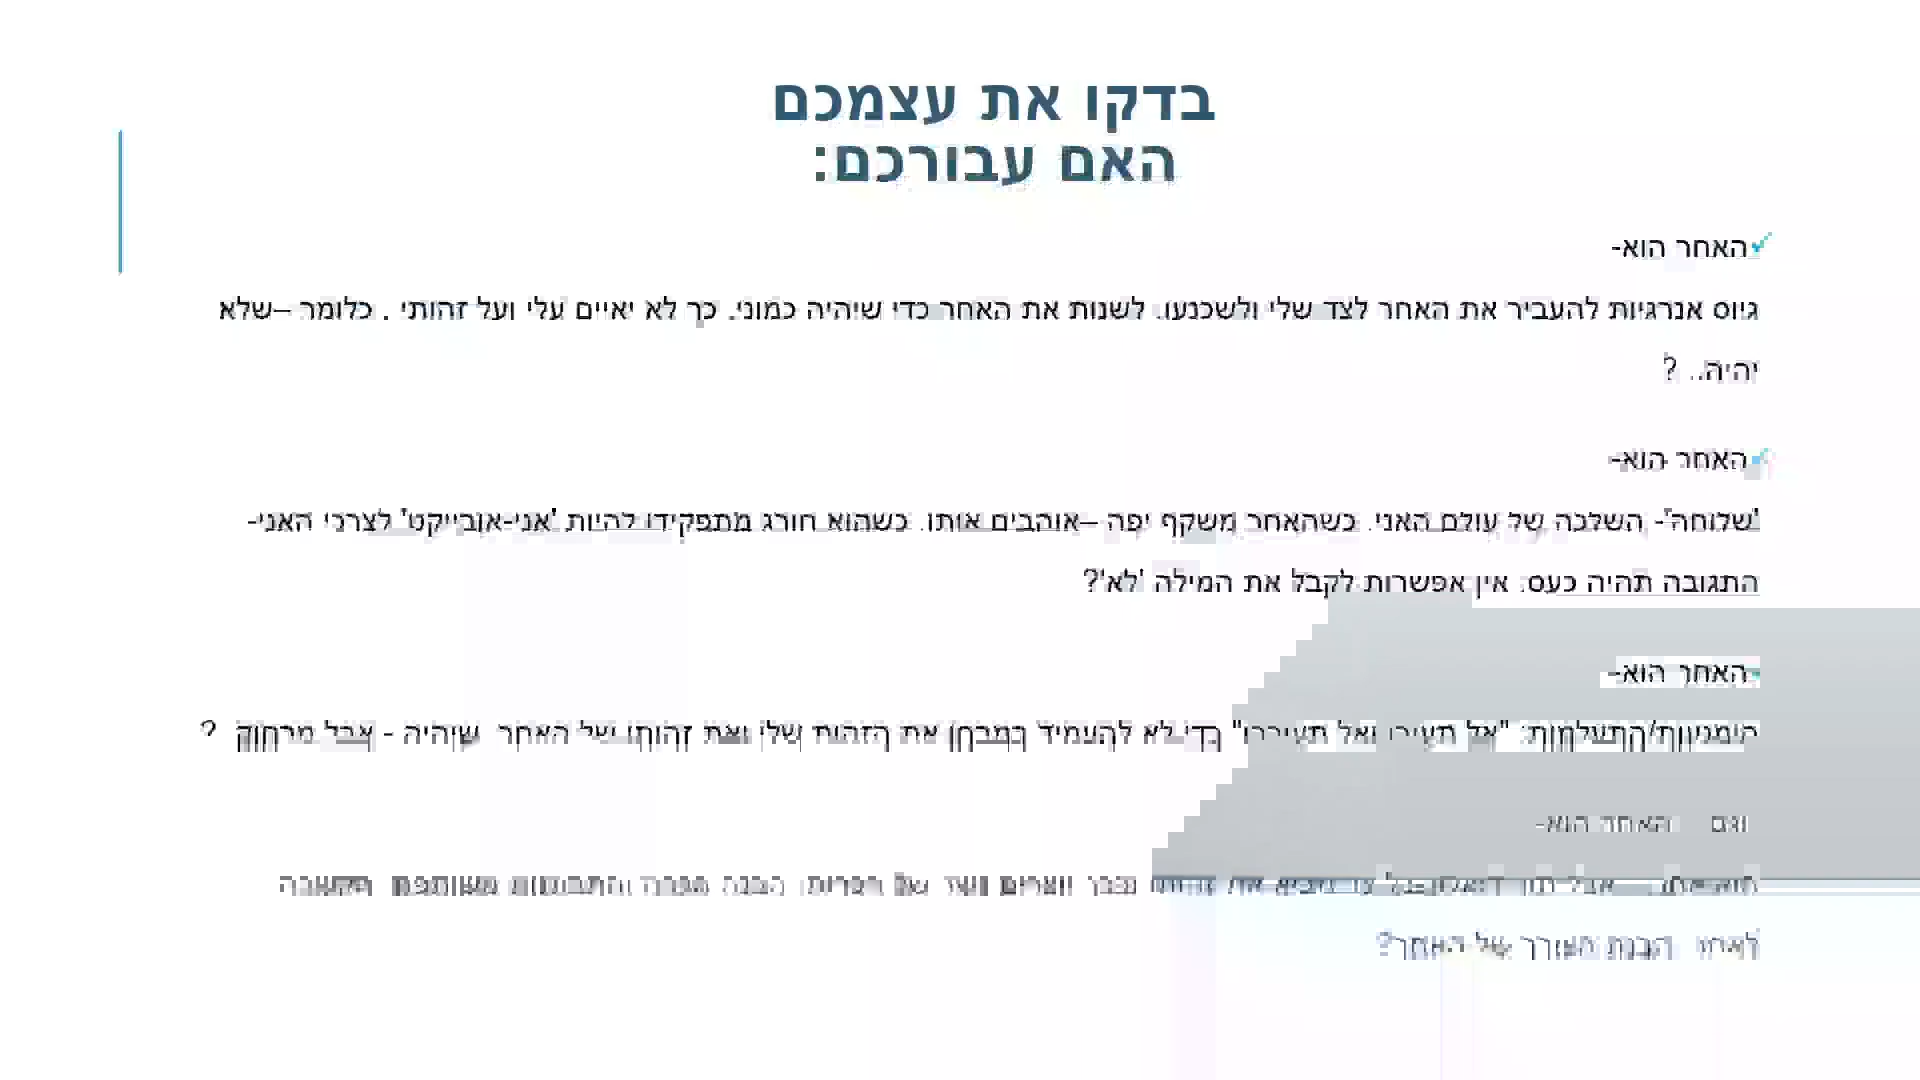 בדקו את עצמכם
האם עבורכם:
האחר הוא-
גיוס אנרגיות להעביר את האחר לצד שלי ולשכנעו. לשנות את האחר כדי שיהיה כמוני. כך לא יאיים עלי ועל זהותי . כלומר –שלא
יהיה.. ?
האחר הוא-
'שלוחה'- השלכה של עולם האני. כשהאחר משקף יפה –אוהבים אותו. כשהוא חורג מתפקידו להיות 'אני-אובייקט' לצרכי האני-
התגובה תהיה כעס. אין אפשרות לקבל את המילה 'לא'?
האחר הוא-
הימנעות/התעלמות: "אל תעירו ואל תעוררו" כדי לא להעמיד במבחן את הזהות שלי ואת זהותו של האחר שיהיה - אבל מרחוק ?
וגם האחר הוא-
הקשבה
הבנת הצורך של האחר?